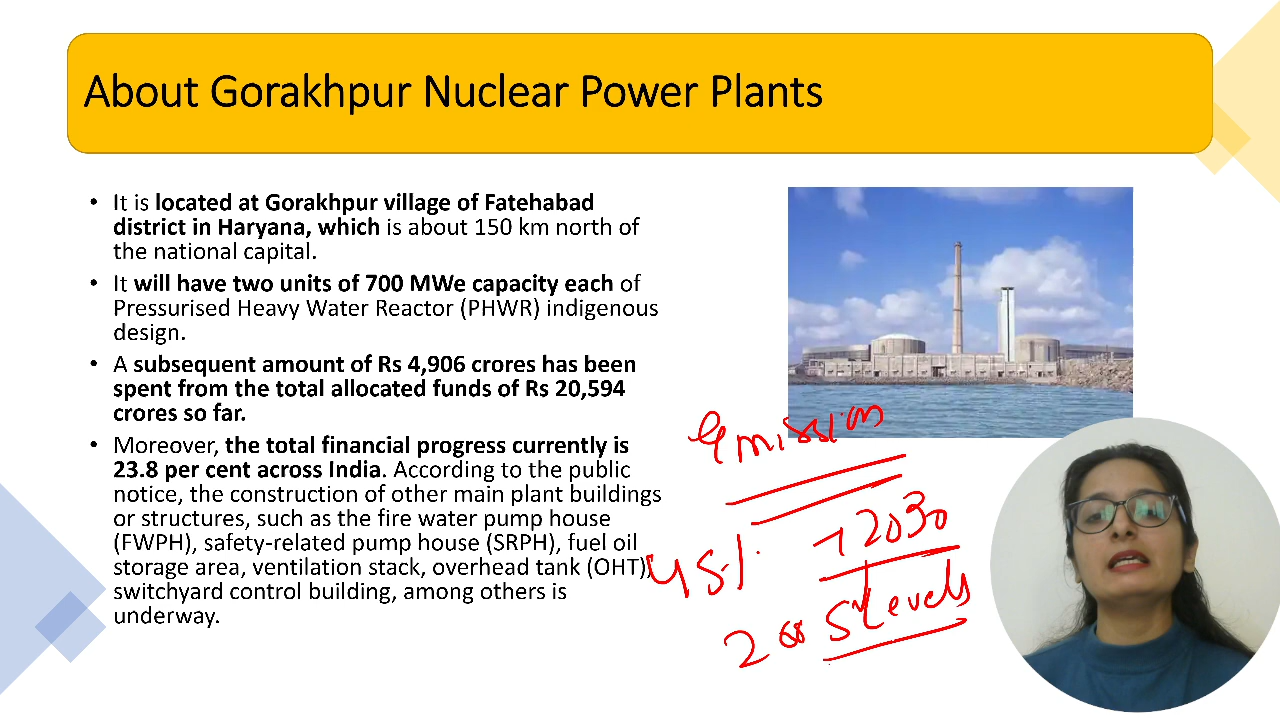 About Gorakhpur Nuclear Power Plants
• It is located at Gorakhpur village of Fatehabad
district in Haryana, which is about 150 km north of
the national capital.
• It will have two units of 700 MWe capacity each of
Pressurised Heavy Water Reactor (PHWR) indigenous
design.
• A subsequent amount of Rs 4,906 crores has been
spent from the total allocated funds of Rs 20,594
crores so far.
• Moreover, the total financial progress currently is
23.8 per cent across India. According to the public
notice, the construction of other main plant buildings
or structures, such as the fire water pump house
(FWPH), safety-related pump house (SRPH), fuel oil
storage area, ventilation stack, overhead tank (OHT),
switchyard control building, among others is
underway.
Emission
45% 2030
2005 levels